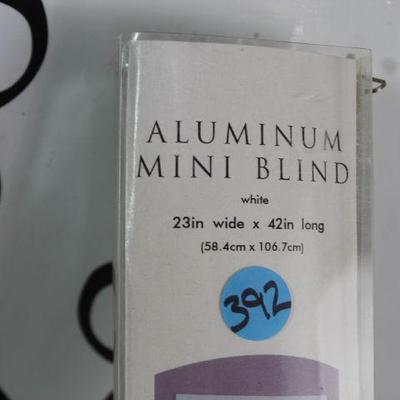 ALUMINUM
MINI BLIND
white
23in wide x 42in long
(58.4cm x 106.7cm)
392